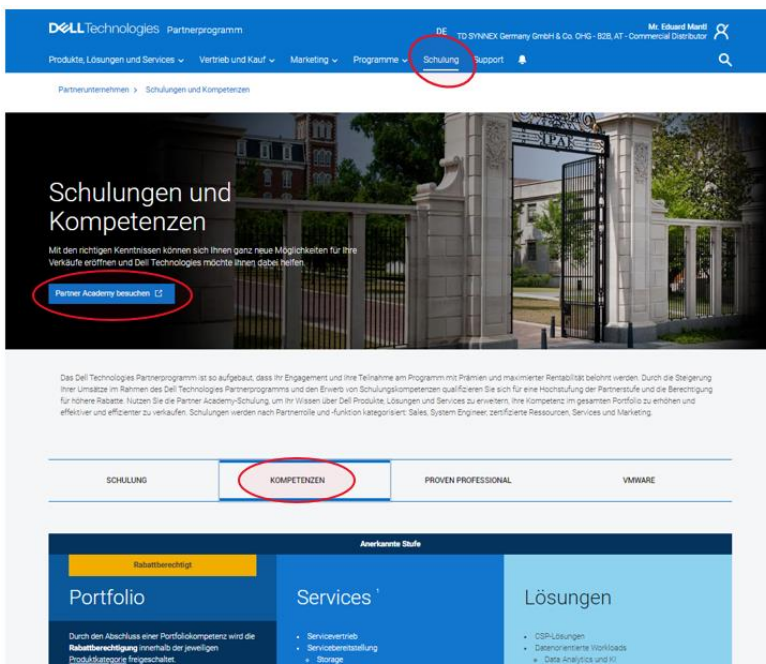 DELLTechnologies Partnerprogramm
DE
Mr. Eduard Mantl
TD SYNNEX Germany GmbH & Co. OHG - B2B, AT - Commercial Distributor
Produkte, Lösungen und Services Vertrieb und Kauf Marketing Programme Schulung Support
Partnerunternehmen > Schulungen und Kompetenzen
IPAK
Schulungen und
Kompetenzen
Mit den richtigen Kenntnissen können sich Ihnen ganz neue Möglichkeiten für Ihre
Verkäufe eröffnen und Dell Technologies möchte Ihnen dabei helfen.
Partner Academy besuchen
Das Dell Technologies Partnerprogramm ist so aufgebaut, dass Ihr Engagement und Ihre Teilnahme am Programm mit Prämien und maximierter Rentabilität belohnt werden. Durch die Steigerung
Ihrer Umsätze im Rahmen des Dell Technologies Partnerprogramms und den Erwerb von Schulungskompetenzen qualifizieren Sie sich für eine Hochstufung der Partnerstufe und die Berechtigung
für höhere Rabatte. Nutzen Sie die Partner Academy-Schulung, um Ihr Wissen über Dell Produkte, Lösungen und Services zu erweitern, Ihre Kompetenz im gesamten Portfolio zu erhöhen und
effektiver und effizienter zu verkaufen. Schulungen werden nach Partnerrolle und -funktion kategorisiert: Sales, System Engineer, zertifizierte Ressourcen, Services und Marketing.
SCHULUNG KOMPETENZEN PROVEN PROFESSIONAL VMWARE
Anerkannte Stufe
Rabattberechtigt
Portfolio
Durch den Abschluss einer Portfoliokompetenz wird die
Rabattberechtigung innerhalb der jeweiligen
Produktkategorie freigeschaltet.
Services ¹
• Servicevertrieb
• Servicebereitstellung
Storage
Lösungen
• CSP-Lösungen
• Datenorientierte Workloads
Data Analytics und KI